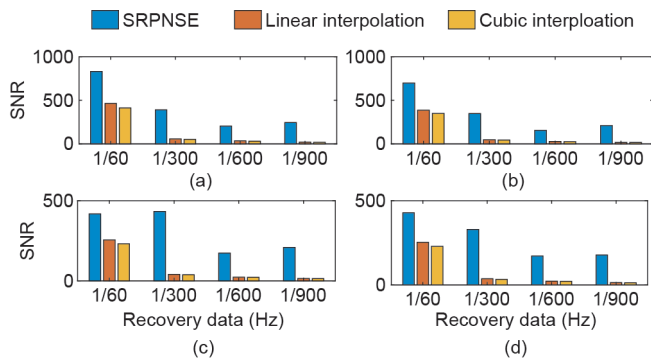 SRPNSE Linear interpolation Cubic interploation
1000
500
0
SNR
1/60 1/300 1/600 1/900
(a)
1000
500
0
1/60 1/300 1/600 1/900
(b)
500
0
SNR
1/60 1/300 1/600 1/900
Recovery data (Hz)
(c)
500
0
SNR
1/60 1/300 1/600 1/900
Recovery data (Hz)
(d)